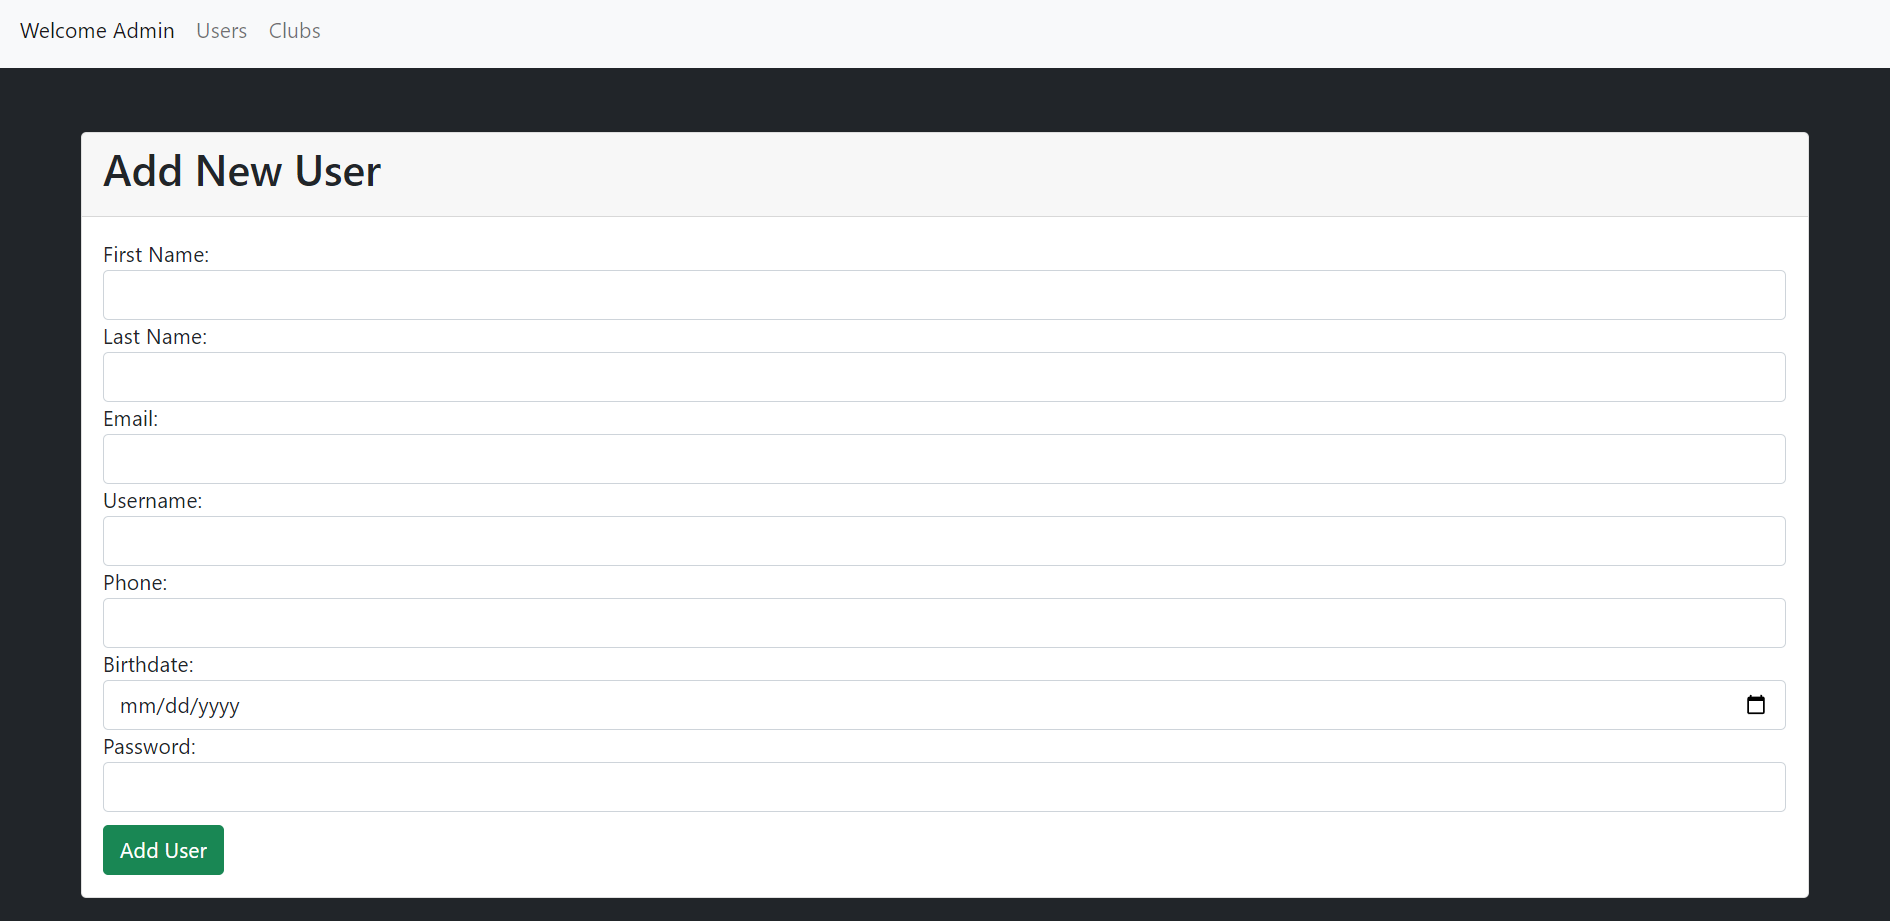 Welcome Admin Users Clubs
Add New User
First Name:
Last Name:
Email:
Username:
Phone:
Birthdate:
mm/dd/yyyy
Password:
Add User